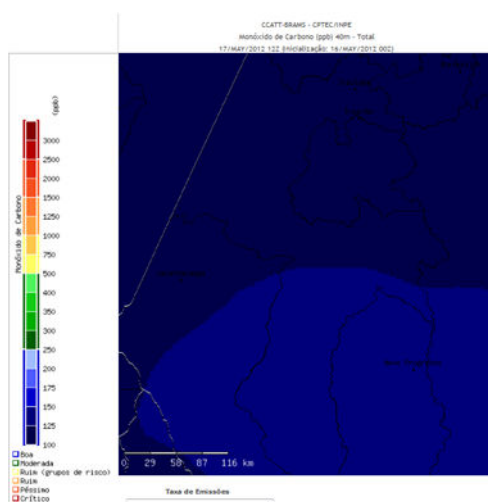 CCATT-BRAMS - CPTEC/INPE
Monóxido de Carbono (ppb) 40m - Total
17/MAY/2012 12Z (Inicialização: 16/MAY/2012 00Z)
(ppb)
Monóxido de Carbono
3000
2500
2000
1500
1250
1000
750
500
400
350
300
250
200
175
150
125
100
Boa
Moderada
Ruim (grupos de risco)
Ruim
Péssimo
Crítico
0 29 58 87 116 km
Taxa de Emissões